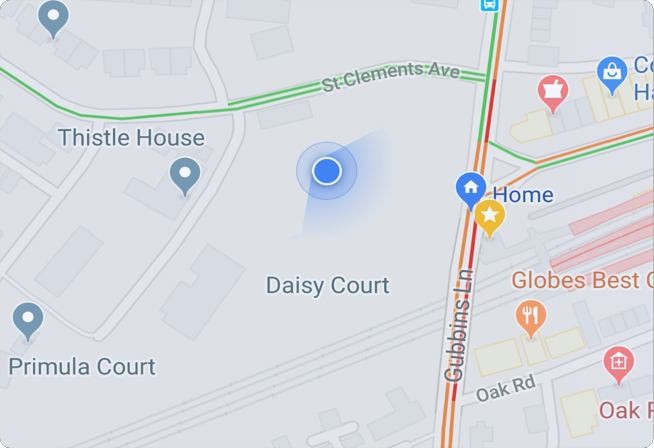 St Clements Ave
Thistle House
Home
Daisy Court
Globes Best
Gubbins Ln
Primula Court
Oak Rd
Oak